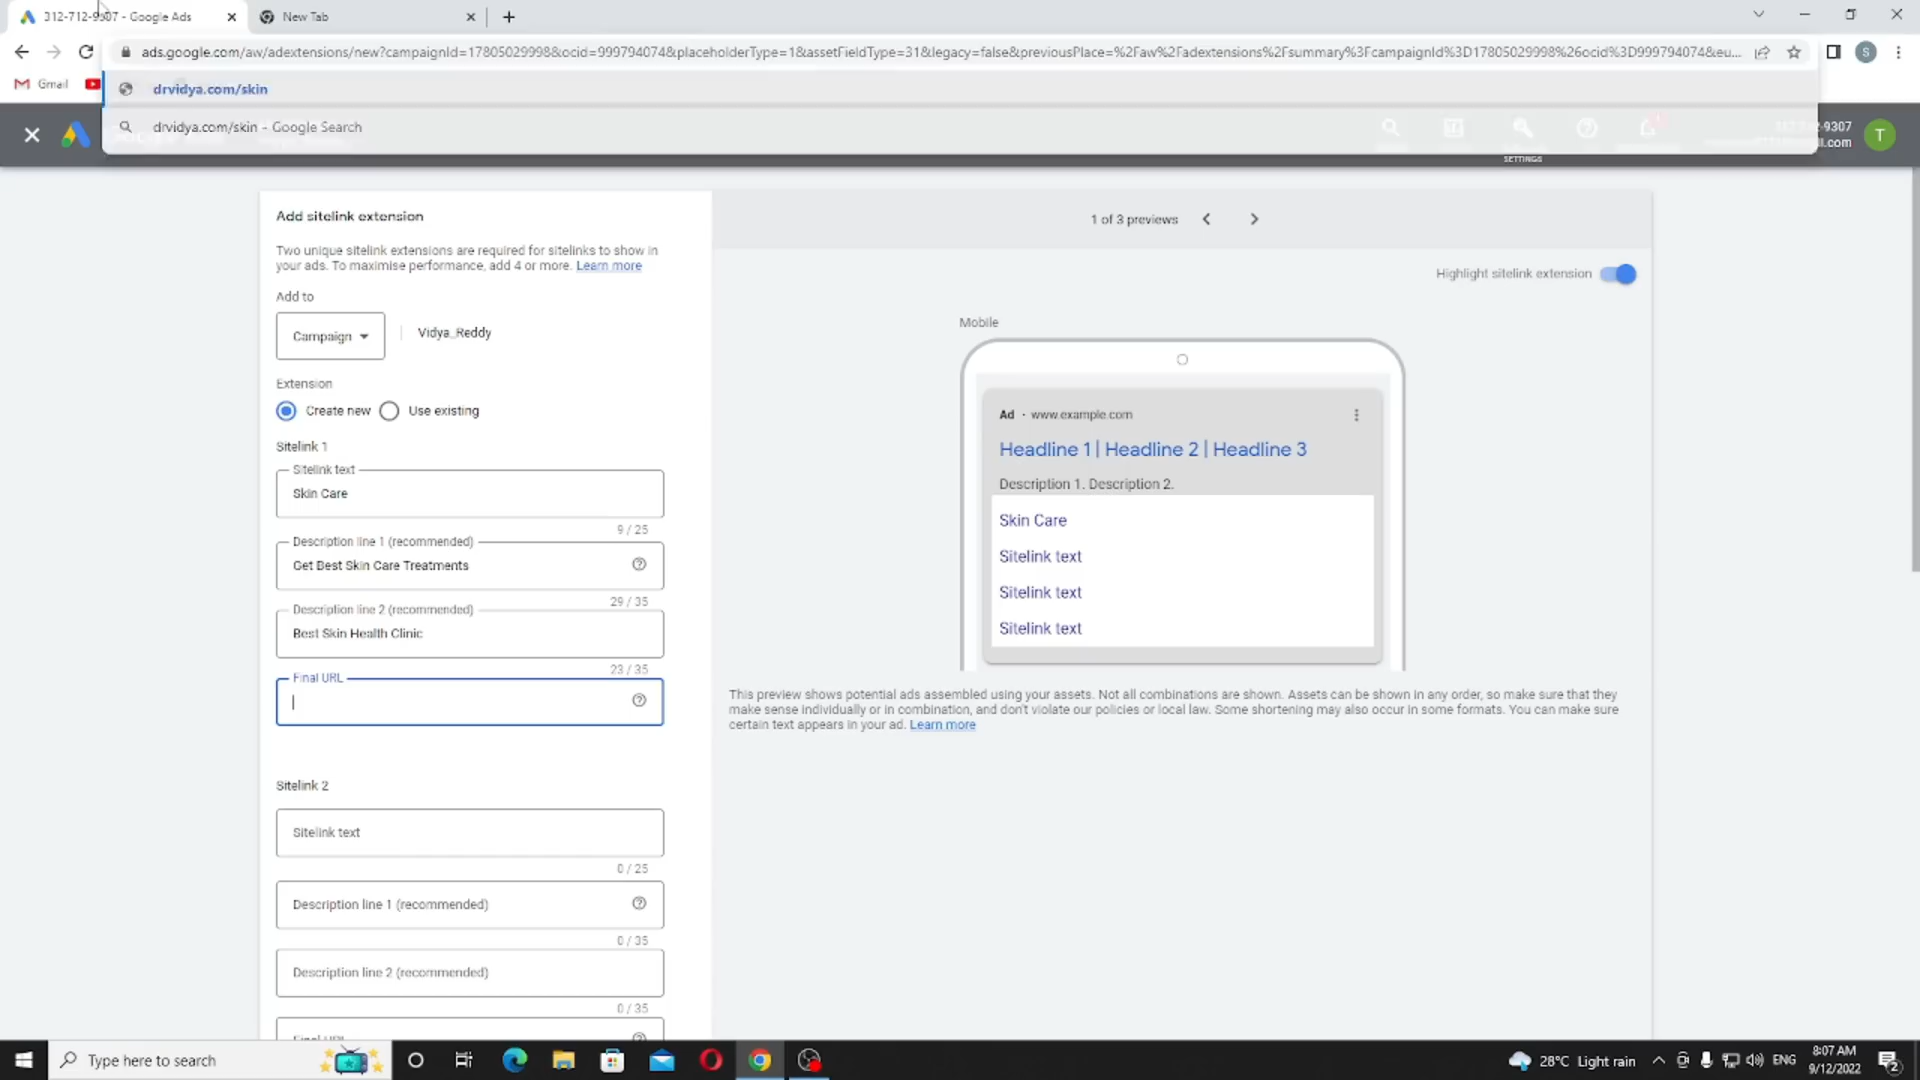 312-712-9307 - Google Ads
New Tab
ads.google.com/aw/adextensions/new?campaignId=17805029998&ocid=999794074&placeholderType=1&assetFieldType=31&legacy=false&previousPlace=%2Faw%2Fadextensions%2Fsummary%3FcampaignId%3D17805029998%26ocid%3D999794074&eu...
S
Gmail
drvidya.com/skin
drvidya.com/skin - Google Search
-9307
il.com
T
SETTINGS
Add sitelink extension
Two unique sitelink extensions are required for sitelinks to show in
your ads. To maximise performance, add 4 or more. Learn more
Add to
Campaign
Vidya_Reddy
Extension
Create new
Use existing
Sitelink 1
Sitelink text
Skin Care
9 / 25
Description line 1 (recommended)
Get Best Skin Care Treatments
29 / 35
Description line 2 (recommended)
Best Skin Health Clinic
23 / 35
Final URL
Sitelink 2
Sitelink text
0 / 25
Description line 1 (recommended)
0 / 35
Description line 2 (recommended)
0 / 35
Final URL
1 of 3 previews
Highlight sitelink extension
Mobile
Ad · www.example.com
Headline 1 | Headline 2 | Headline 3
Description 1. Description 2.
Skin Care
Sitelink text
Sitelink text
Sitelink text
This preview shows potential ads assembled using your assets. Not all combinations are shown. Assets can be shown in any order, so make sure that they
make sense individually or in combination, and don't violate our policies or local law. Some shortening may also occur in some formats. You can make sure
certain text appears in your ad. Learn more
Type here to search
28°C Light rain
ENG
8:07 AM
9/12/2022
2